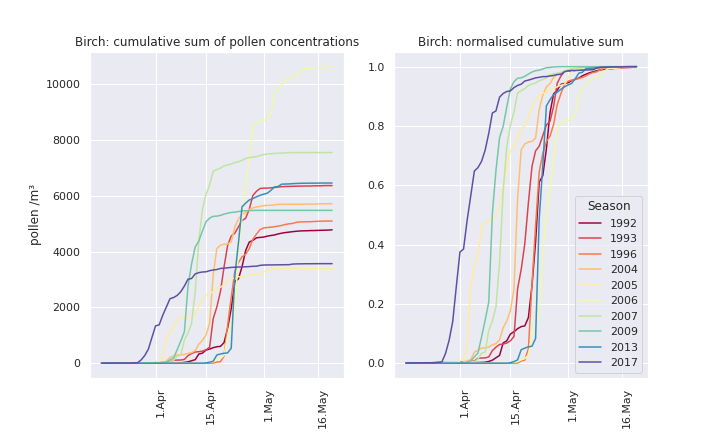 Birch: cumulative sum of pollen concentrations
pollen /m³
10000
8000
6000
4000
2000
0
1.Apr
15.Apr
1.May
16.May
Birch: normalised cumulative sum
1.0
0.8
0.6
0.4
0.2
0.0
1.Apr
15.Apr
1.May
16.May
Season
1992
1993
1996
2004
2005
2006
2007
2009
2013
2017